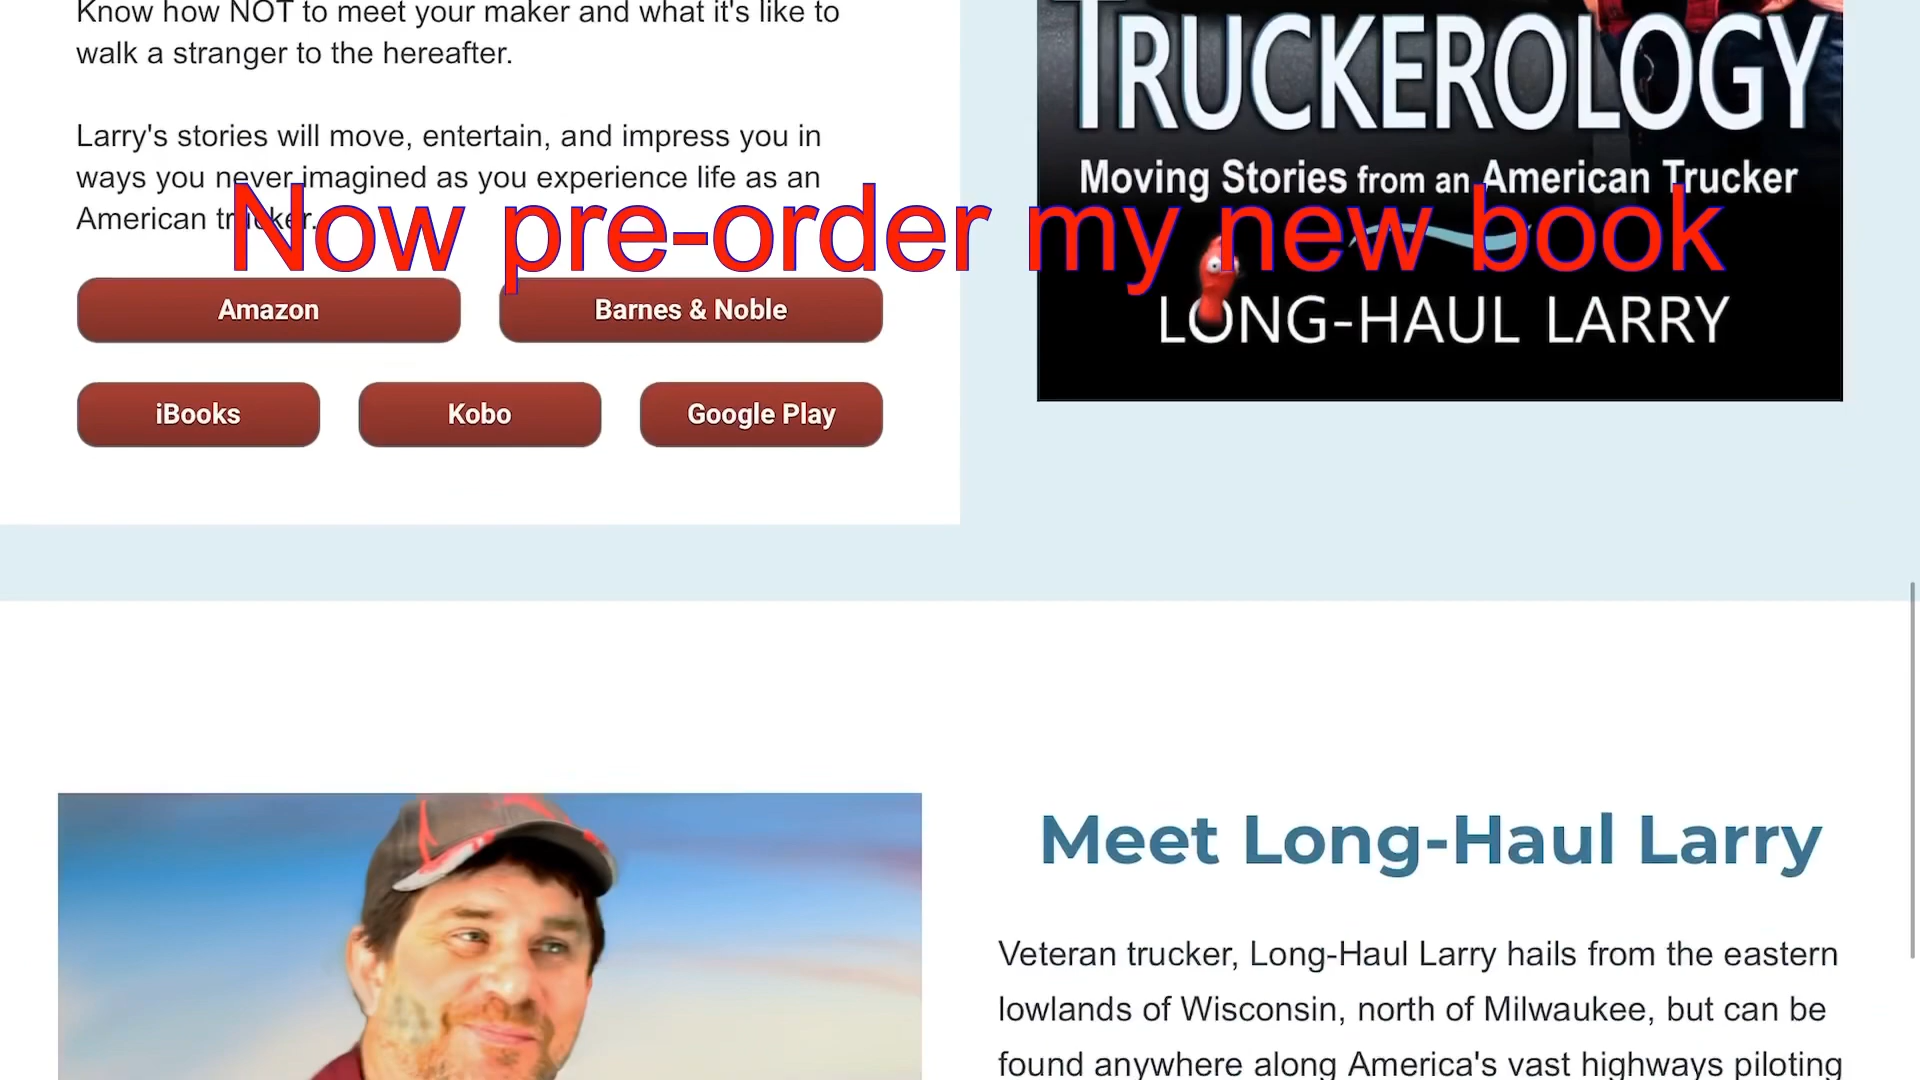 Know how NOT to meet your maker and what it's like to
walk a stranger to the hereafter.
Larry's stories will move, entertain, and impress you in
ways you never imagined as you experience life as an
American trucker.
Now pre-order my new book
Amazon
Barnes & Noble
iBooks
Kobo
Google Play
TRUCKEROLOGY
Moving Stories from an American Trucker
LONG-HAUL LARRY
Meet Long-Haul Larry
Veteran trucker, Long-Haul Larry hails from the eastern
lowlands of Wisconsin, north of Milwaukee, but can be
found anywhere along America's vast highways piloting